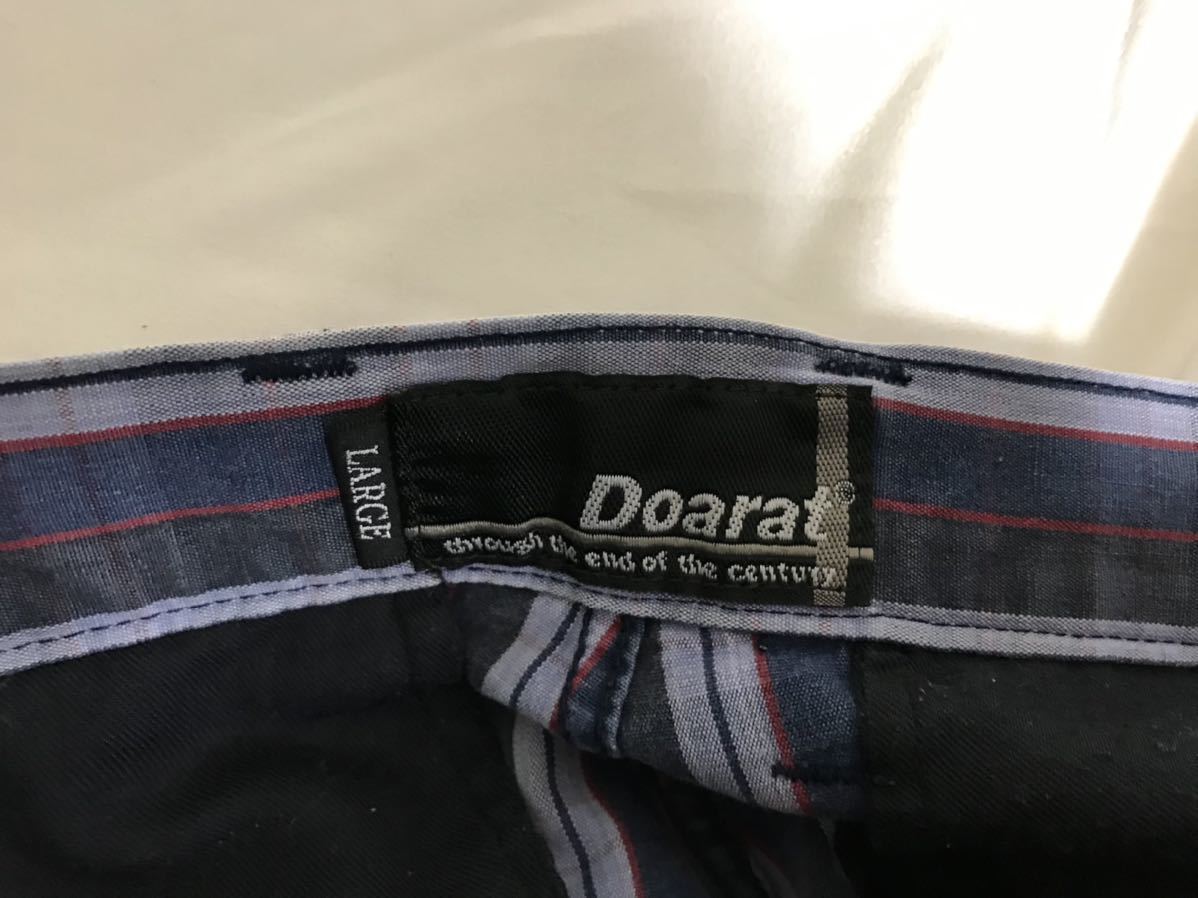 LARGE
Doarat®
through the end of the century